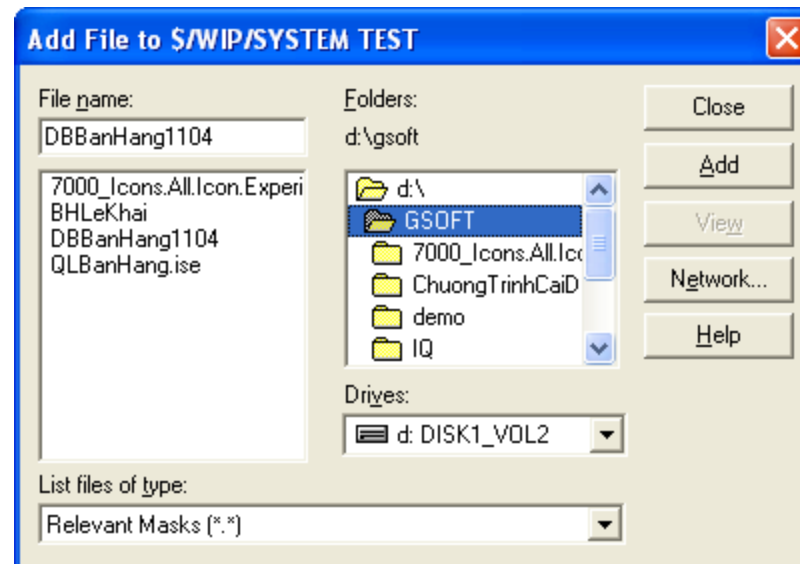 Add File to $/WIP/SYSTEM TEST
File name:
DBBanHang1104
7000_Icons.All.Icon.Experi
BHLeKhai
DBBanHang1104
QLBanHang.ise
List files of type:
Relevant Masks (*.*)
Folders:
d:\gsoft
d:\
GSOFT
7000_Icons.All.Icc
ChuongTrinhCaiD
demo
IQ
Drives:
d: DISK1_VOL2
Close
Add
View
Network...
Help